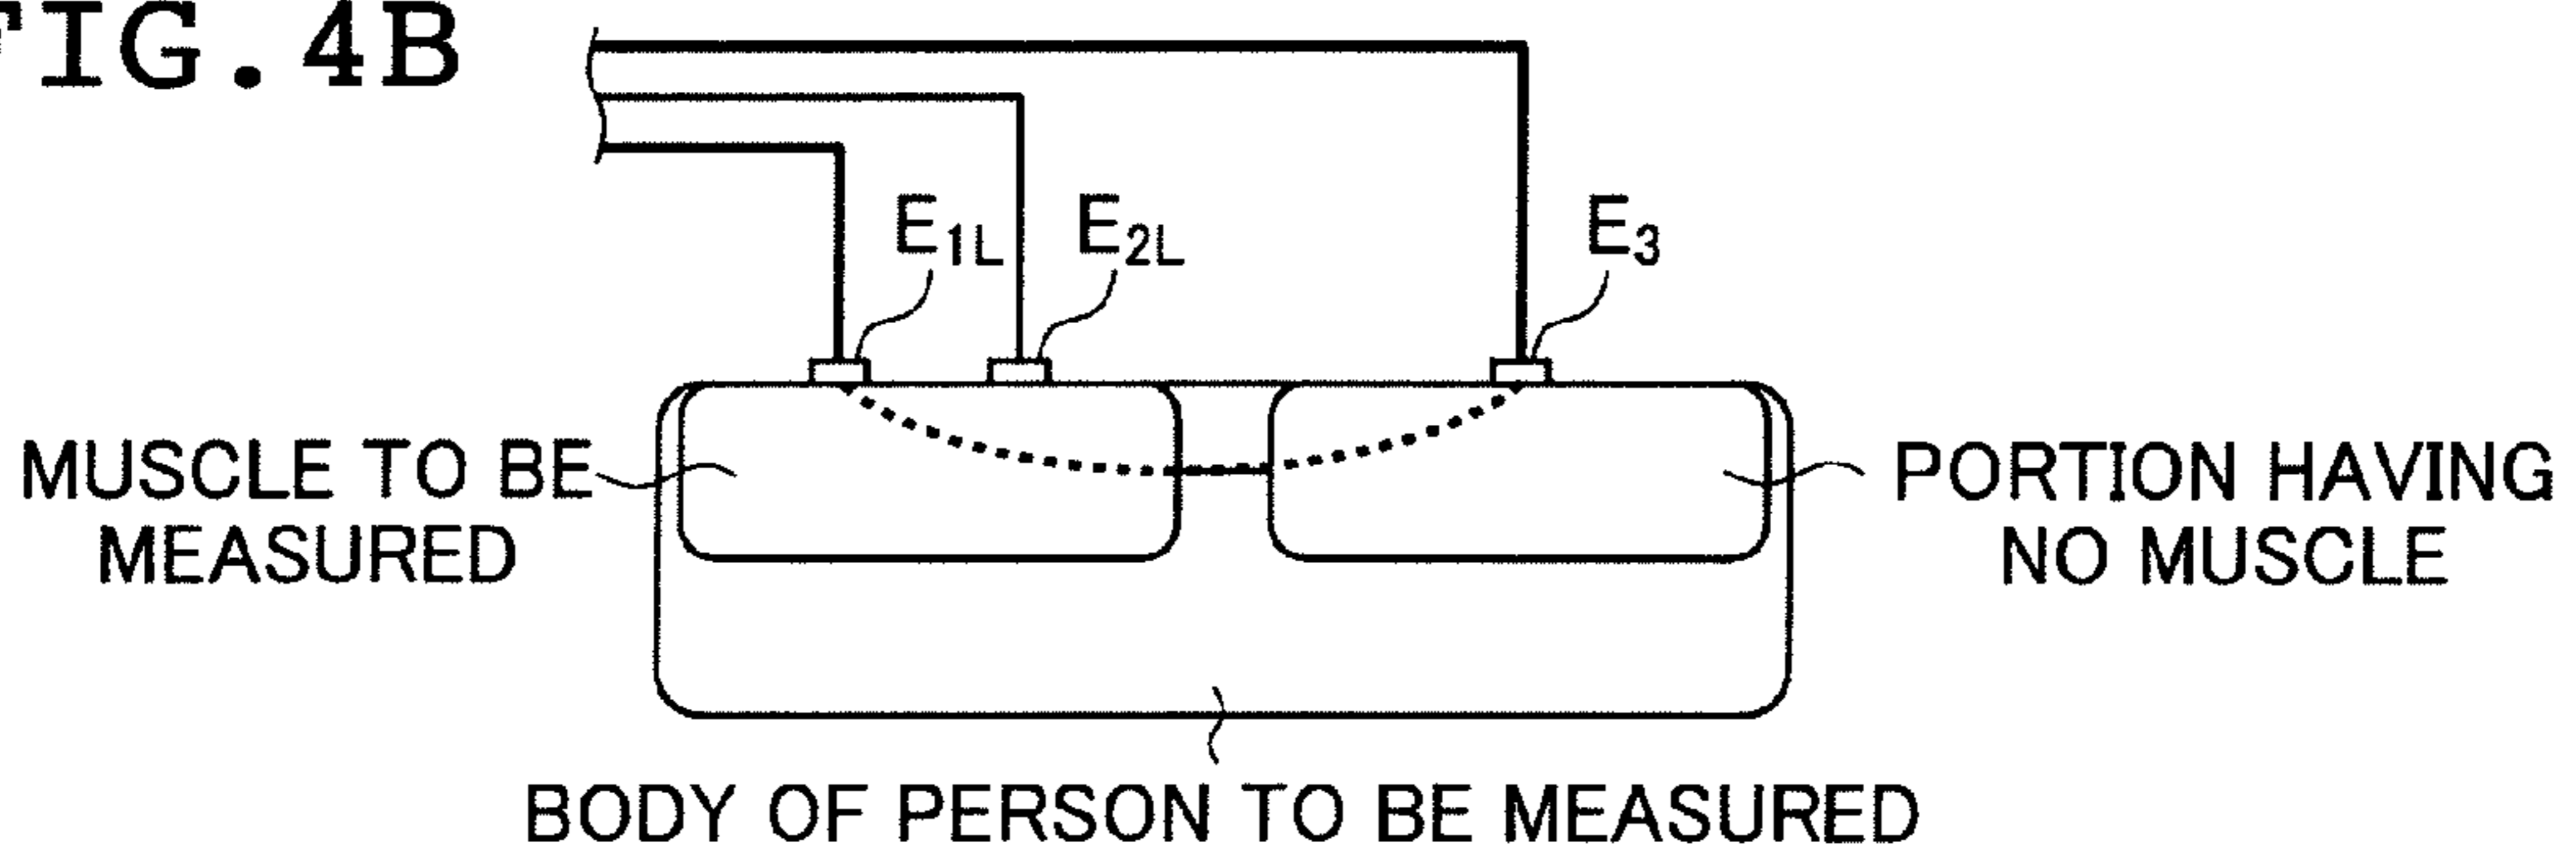 FIG.4B
E1L E2L E3
MUSCLE TO BE
MEASURED
PORTION HAVING
NO MUSCLE
BODY OF PERSON TO BE MEASURED